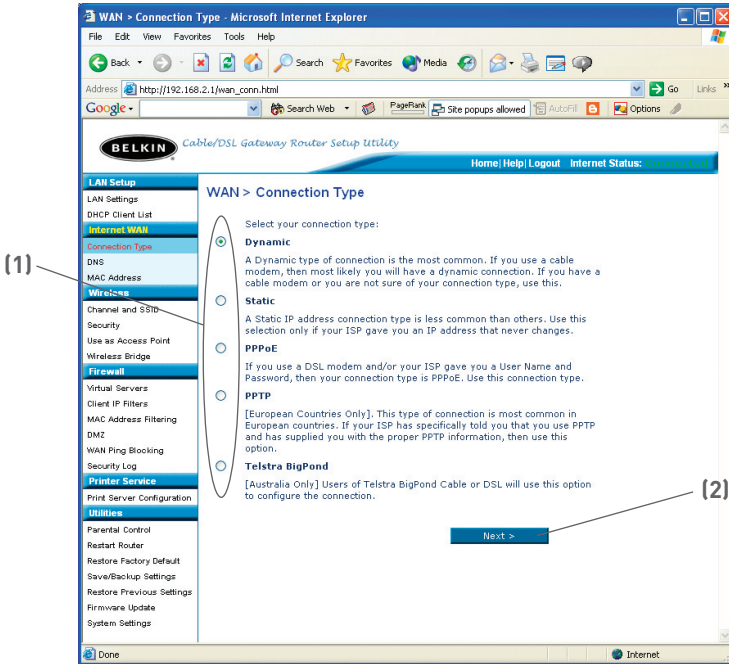 WAN > Connection Type - Microsoft Internet Explorer
File Edit View Favorites Tools Help
Back Search Favorites Media
Address http://192.168.2.1/wan_conn.html Go Links »
Google Search Web PageRank Site popups allowed AutoFill Options
BELKIN Cable/DSL Gateway Router Setup Utility
Home|Help|Logout Internet Status:
LAN Setup
LAN Settings
DHCP Client List
Internet WAN
Connection Type
DNS
MAC Address
Wireless
Channel and SSID
Security
Use as Access Point
Wireless Bridge
Firewall
Virtual Servers
Client IP Filters
MAC Address Filtering
DMZ
WAN Ping Blocking
Security Log
Printer Service
Print Server Configuration
Utilities
Parental Control
Restart Router
Restore Factory Default
Save/Backup Settings
Restore Previous Settings
Firmware Update
System Settings
(1)
WAN > Connection Type
Select your connection type:
Dynamic
A Dynamic type of connection is the most common. If you use a cable
modem, then most likely you will have a dynamic connection. If you have a
cable modem or you are not sure of your connection type, use this.
Static
A Static IP address connection type is less common than others. Use this
selection only if your ISP gave you an IP address that never changes.
PPPoE
If you use a DSL modem and/or your ISP gave you a User Name and
Password, then your connection type is PPPoE. Use this connection type.
PPTP
[European Countries Only]. This type of connection is most common in
European countries. If your ISP has specifically told you that you use PPTP
and has supplied you with the proper PPTP information, then use this
option.
Telstra BigPond
[Australia Only] Users of Telstra BigPond Cable or DSL will use this option
to configure the connection.
(2)
Next >
Done Internet